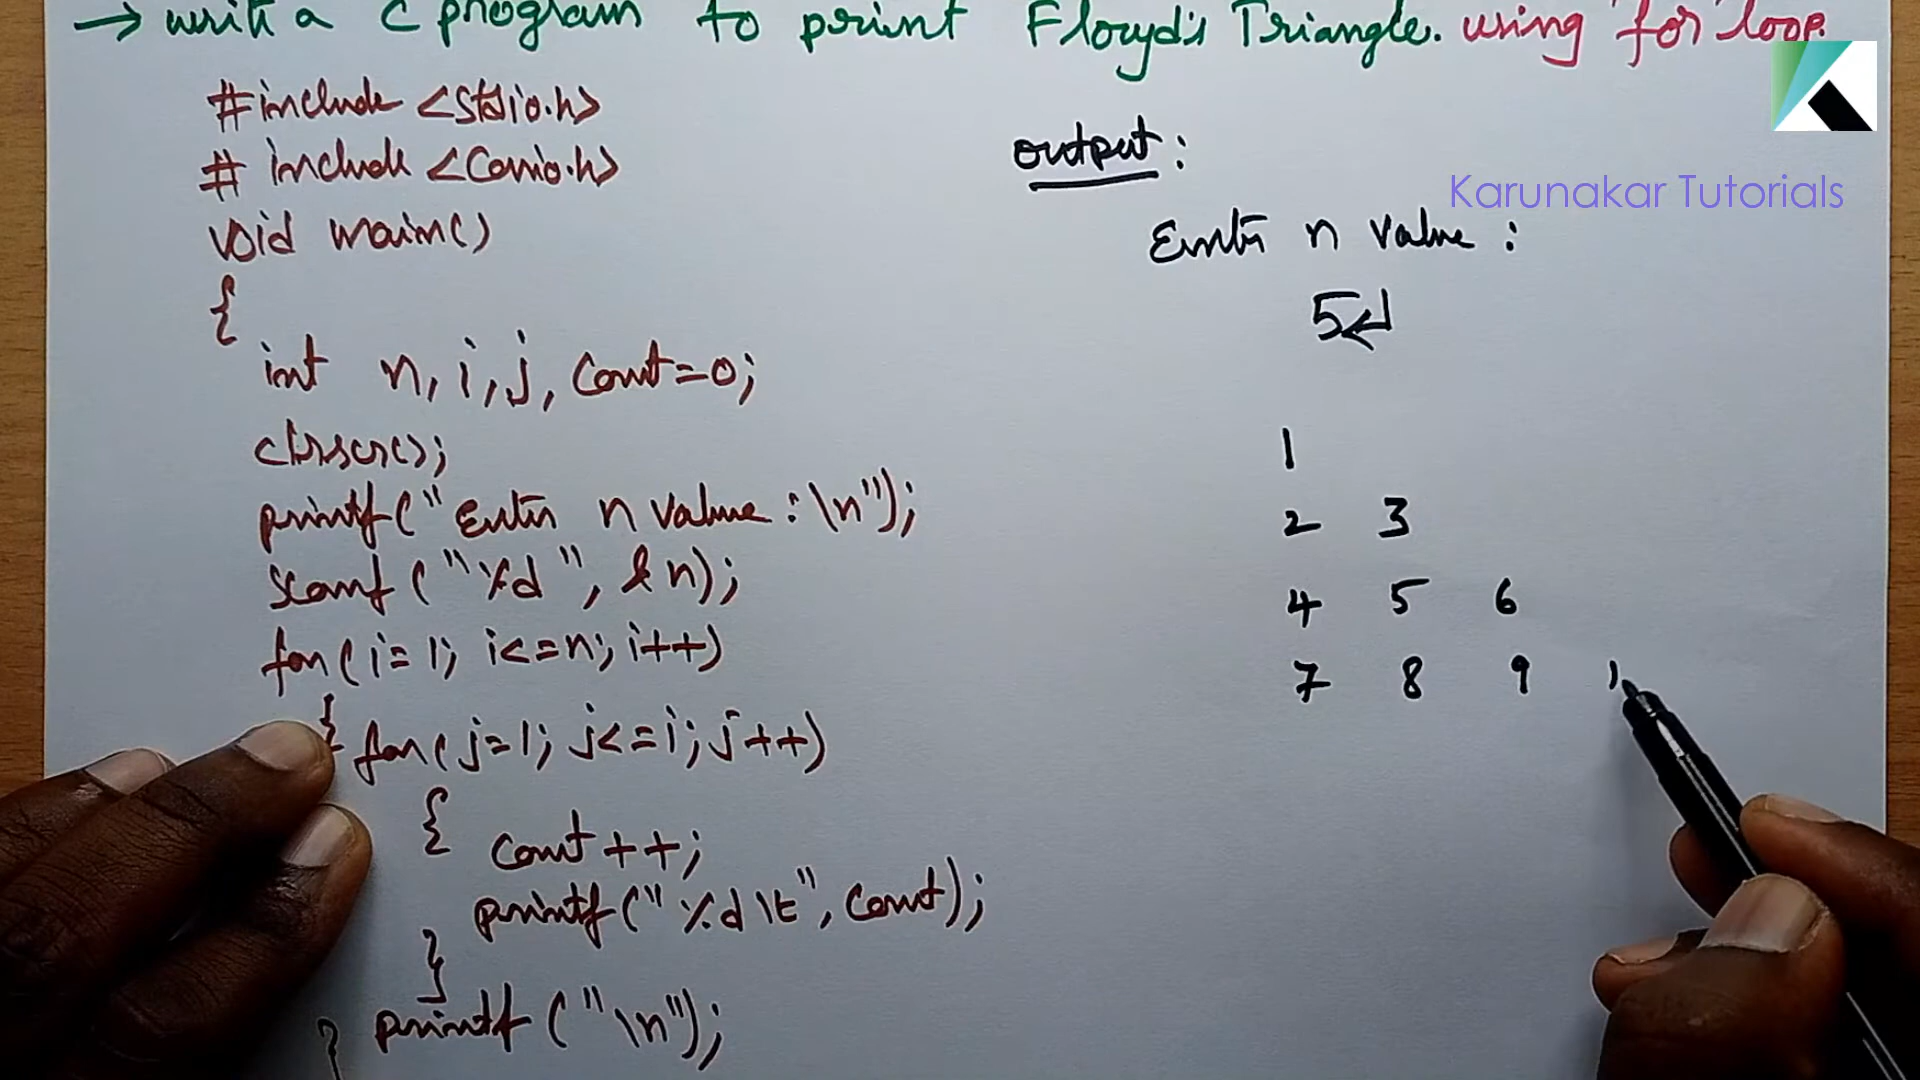 → write a C program to print Floyd's Triangle. using 'for' loop.
#include <stdio.h>
# include <conio.h>
void main()
{
int n, i, j, count=0;
clrscr();
printf("Enter n value:\n");
scanf("%d", &n);
for(i=1; i<=n; i++)
{ for(j=1; j<=i; j++)
{ count++;
printf("%d\t", count);
}
printf("\n");
}
output:
Karunakar Tutorials
Enter n value :
5↲
1
2 3
4 5 6
7 8 9 1